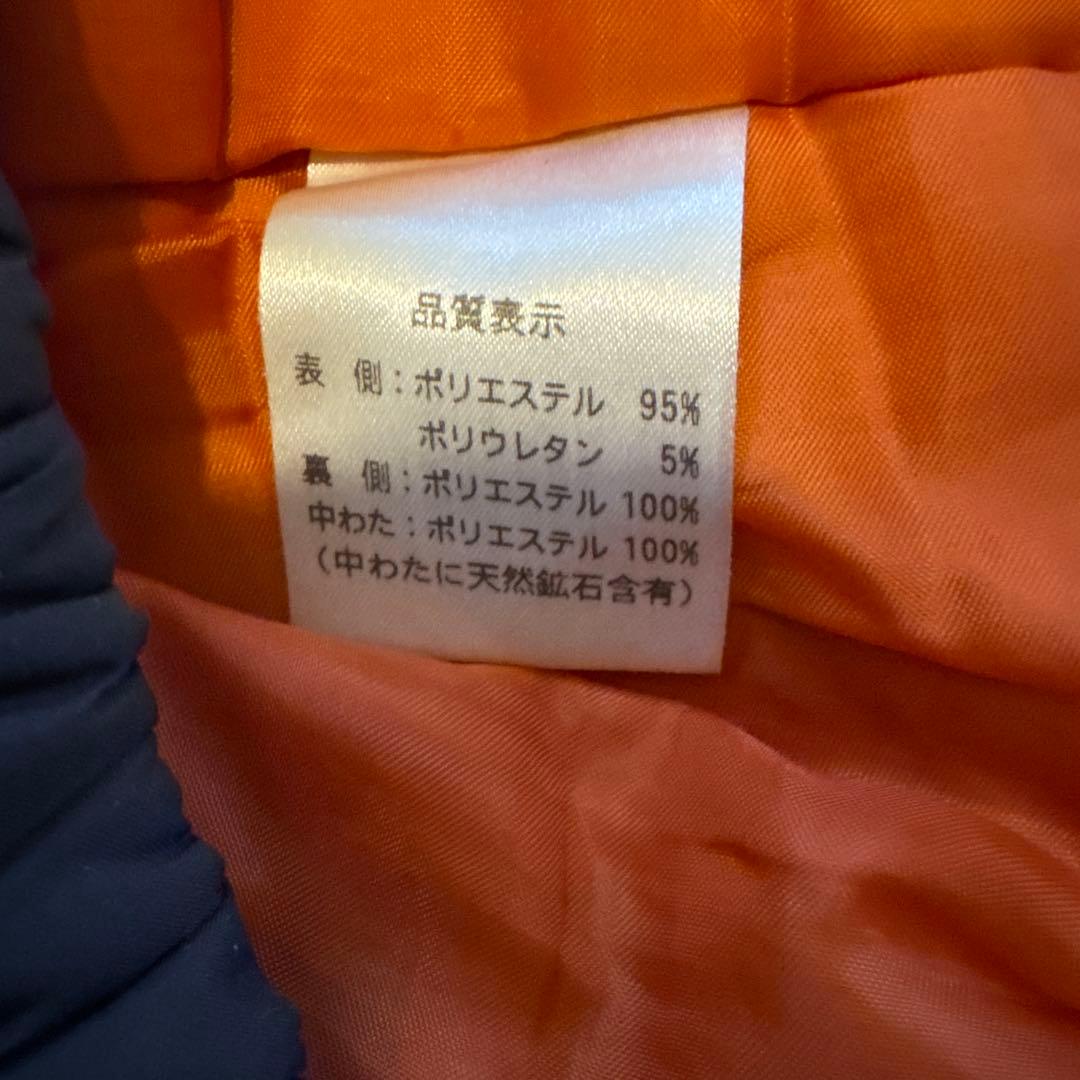 品質表示
表 側：ポリエステル 95%
ポリウレタン 5%
裏 側：ポリエステル 100%
中わた：ポリエステル 100%
（中わたに天然鉱石含有）